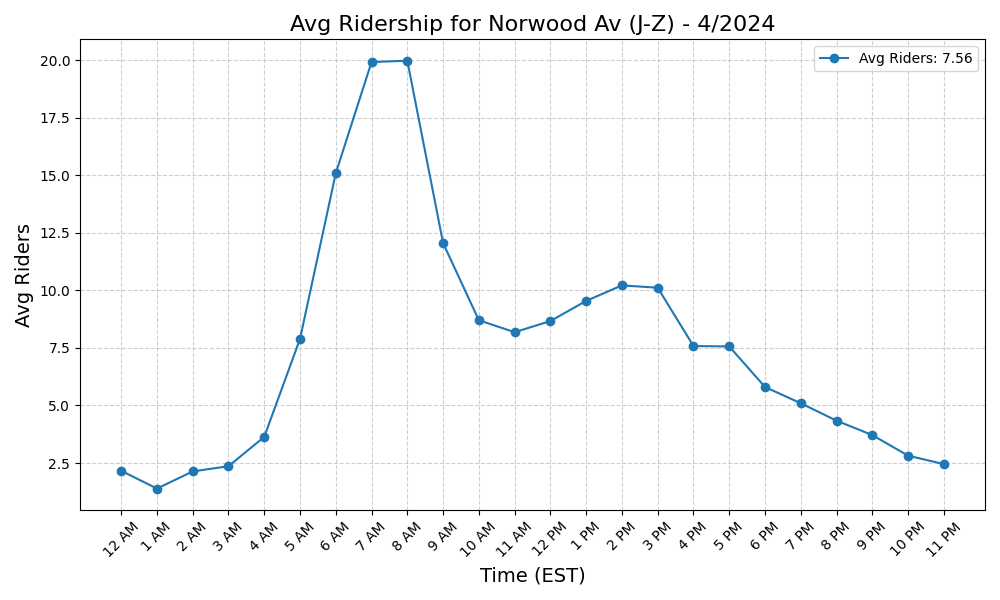 Avg Ridership for Norwood Av (J-Z) - 4/2024
Avg Riders: 7.56
Avg Riders
20.0
17.5
15.0
12.5
10.0
7.5
5.0
2.5
12 AM
1 AM
2 AM
3 AM
4 AM
5 AM
6 AM
7 AM
8 AM
9 AM
10 AM
11 AM
12 PM
1 PM
2 PM
3 PM
4 PM
5 PM
6 PM
7 PM
8 PM
9 PM
10 PM
11 PM
Time (EST)